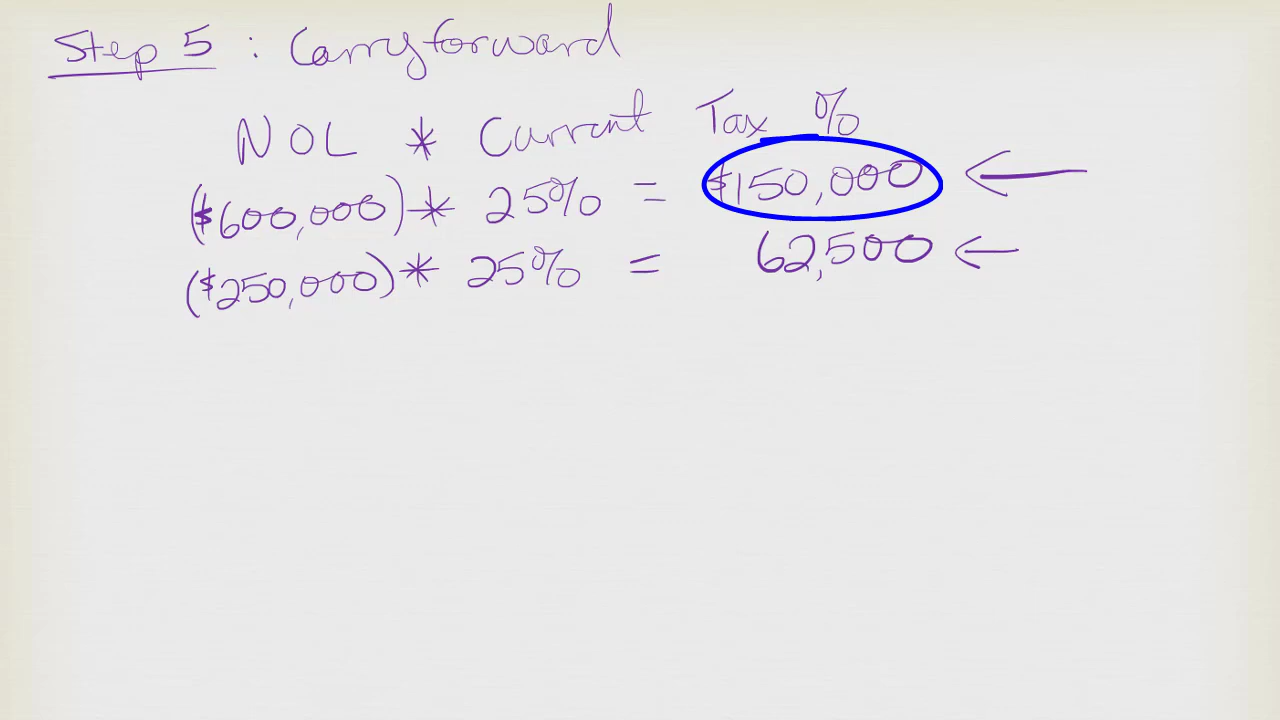 Step 5 : Carryforward
NOL * Current Tax %
($600,000) * 25% = $150,000 ←
($250,000) * 25% = 62,500 ←